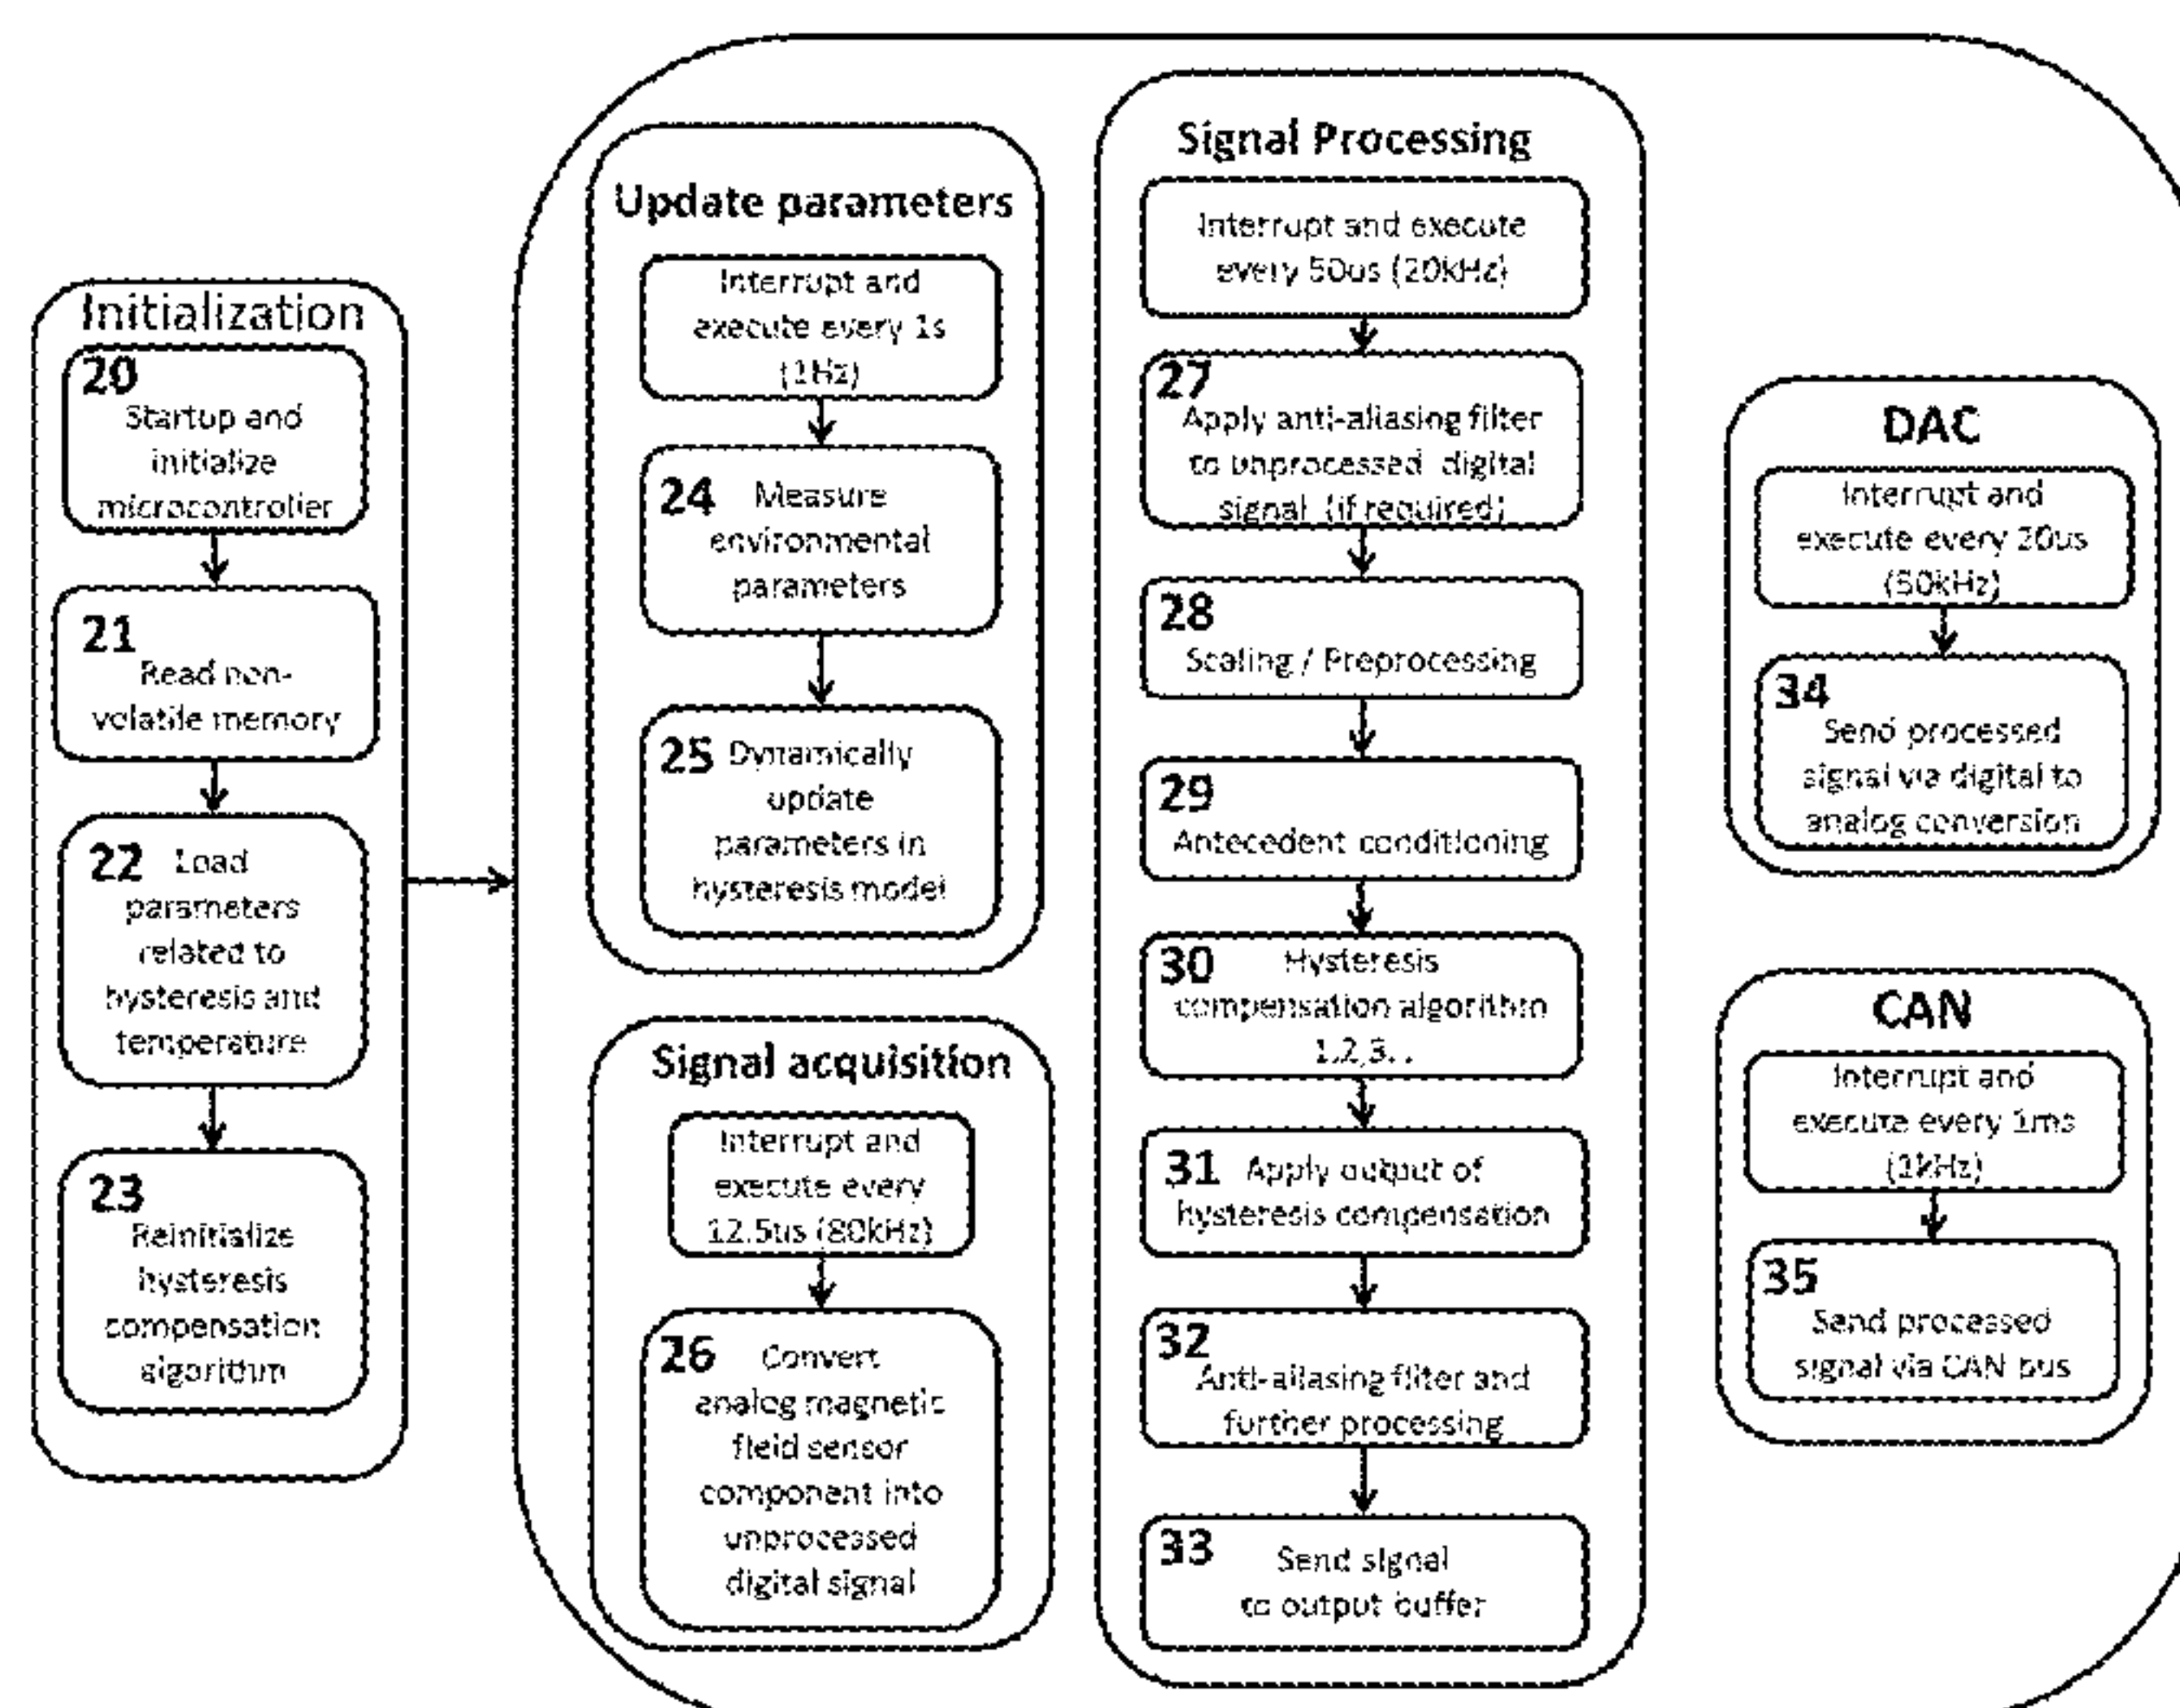 Initialization
20
Startup and
initialize
microcontroller
21
Read non-
volatile memory
22 Load
parameters
related to
hysteresis and
temperature
23
Reinitialize
hysteresis
compensation
algorithm
Update parameters
Interrupt and
execute every 1s
(1Hz)
24 Measure
environmental
parameters
25 Dynamically
update
parameters in
hysteresis model
Signal acquisition
Interrupt and
execute every
12.5us (80kHz)
26 Convert
analog magnetic
field sensor
component into
unprocessed
digital signal
Signal Processing
Interrupt and execute
every 50us (20kHz)
27
Apply anti-aliasing filter
to unprocessed digital
signal (if required)
28
Scaling / Preprocessing
29
Antecedent conditioning
30 Hysteresis
compensation algorithm
1,2,3..
31 Apply output of
hysteresis compensation
32
Anti-aliasing filter and
further processing
33 Send signal
to output buffer
DAC
Interrupt and
execute every 20us
(50kHz)
34
Send processed
signal via digital to
analog conversion
CAN
Interrupt and
execute every 1ms
(1kHz)
35
Send processed
signal via CAN bus